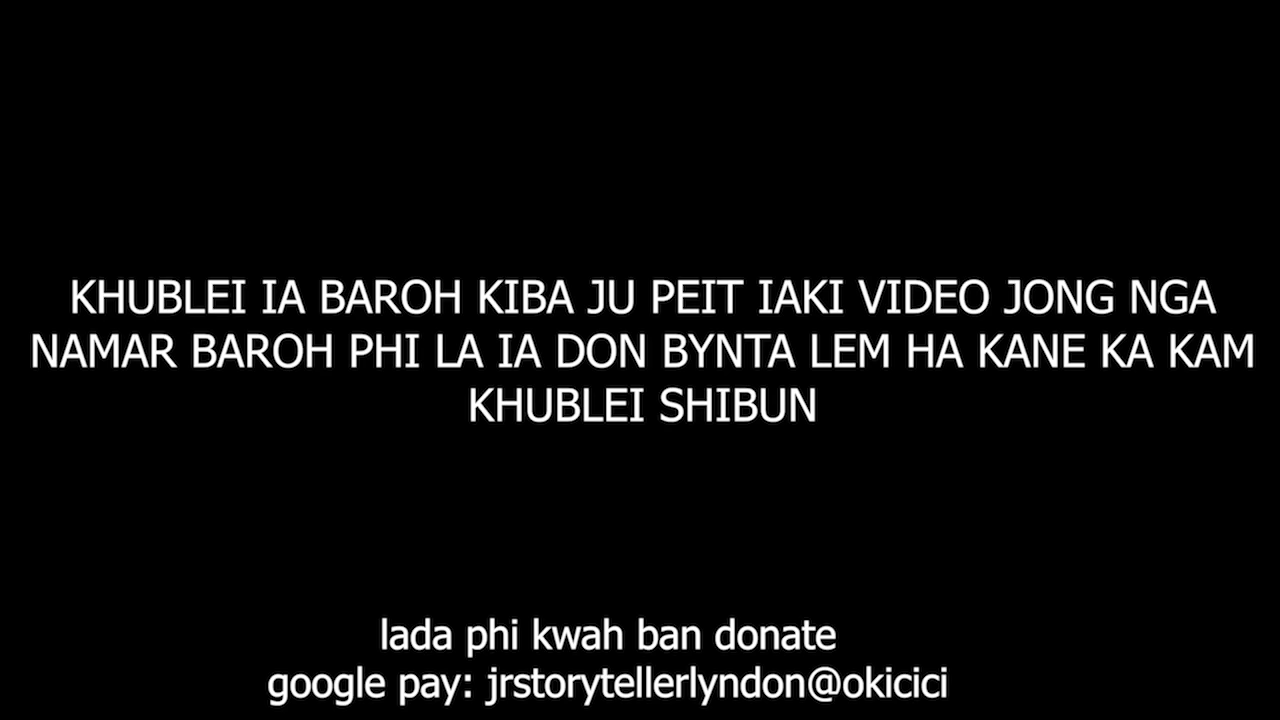 KHUBLEI IA BAROH KIBA JU PEIT IAKI VIDEO JONG NGA
NAMAR BAROH PHI LA IA DON BYNTA LEM HA KANE KA KAM
KHUBLEI SHIBUN
lada phi kwah ban donate
google pay: jrstorytellerlyndon@okicici